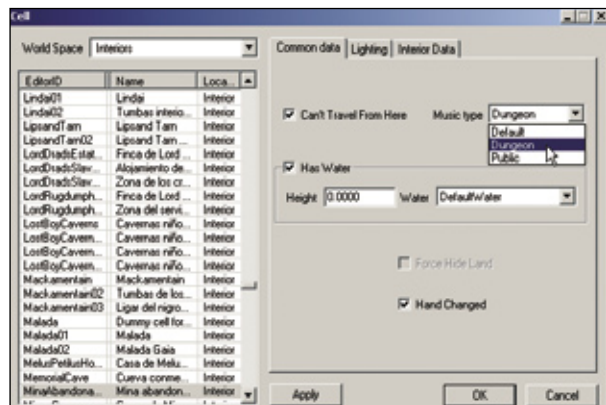 Cell
World Space Interiors
EditorID Name Loca...
Lindai01 Lindai Interior
Lindai02 Tumbas interio... Interior
LipsandTarn Lipsand Tarn Interior
LipsandTarn02 Lipsand Tarn ... Interior
LordDradsEstat... Finca de Lord ... Interior
LordDradsSlav... Alojamiento de... Interior
LordDradsSlav... Zona de los cr... Interior
LordRugdumph... Finca de Lord ... Interior
LordRugdumph... Zona del servi... Interior
LostBoyCaverns Cavernas niño... Interior
LostBoyCavern... Cavernas niño... Interior
LostBoyCavern... Cavernas niño... Interior
LostBoyCavern... Cavernas niño... Interior
Mackamentain Mackamentain Interior
Mackamentain02 Tumbas de los... Interior
Mackamentain03 Ligar del nigro... Interior
Malada Dummy cell for... Interior
Malada01 Malada Interior
Malada02 Malada Gaia Interior
MelusPetilusHo... Casa de Melu... Interior
MemorialCave Cueva conme... Interior
MinaAbandona... Mina abandon... Interior
Common data Lighting Interior Data
Can't Travel From Here Music type Dungeon
Default
Dungeon
Public
Has Water
Height 0.0000 Water DefaultWater
Force Hide Land
Hand Changed
Apply OK Cancel